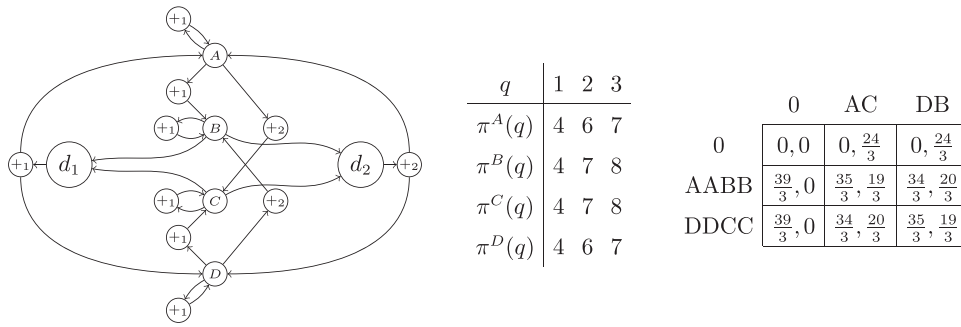 +1
A
+1
+1 B +2
+1 d1 d2 +2
+1 C +2
+1
D
+1
q 1 2 3
π^A(q) 4 6 7
π^B(q) 4 7 8
π^C(q) 4 7 8
π^D(q) 4 6 7
0 AC DB
0 0, 0 0, 24/3 0, 24/3
AABB 39/3, 0 35/3, 19/3 34/3, 20/3
DDCC 39/3, 0 34/3, 20/3 35/3, 19/3